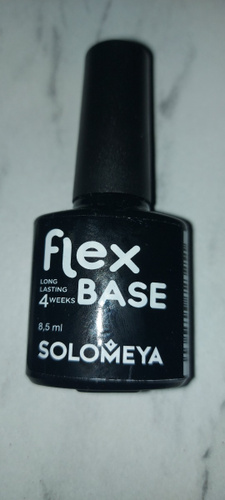 flex
LONG
LASTING
4 WEEKS
BASE
8,5 ml
SOLOMEYA